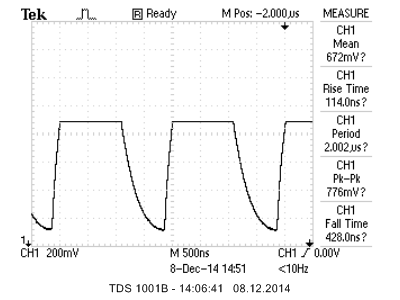 Tek R Ready M Pos: -2.000µs MEASURE
CH1
Mean
672mV?
CH1
Rise Time
114.0ns?
CH1
Period
2.002µs?
CH1
Pk-Pk
776mV?
CH1
Fall Time
428.0ns?
1
CH1 200mV M 500ns CH1 0.00V
8-Dec-14 14:51 <10Hz
TDS 1001B - 14:06:41 08.12.2014